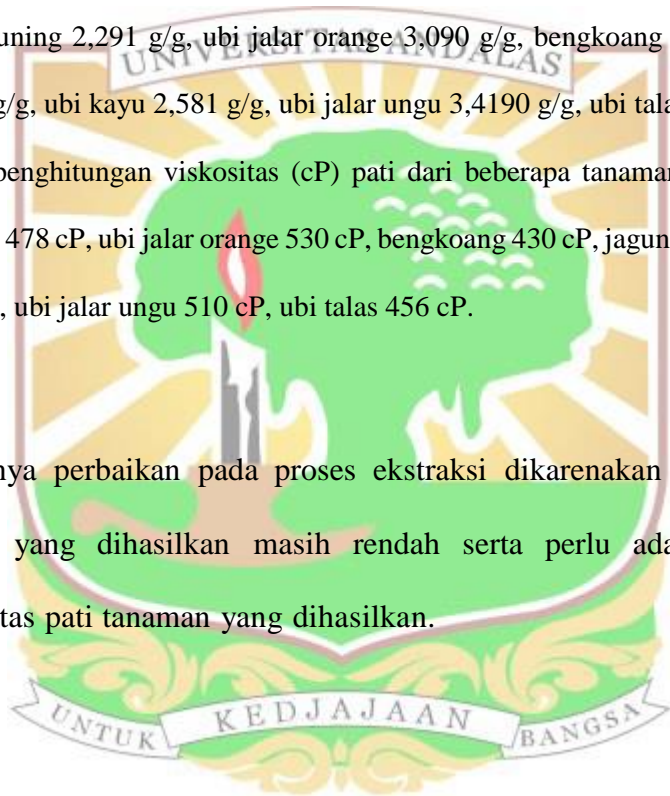 uning 2,291 g/g, ubi jalar orange 3,090 g/g, bengkoang
UNIVERSITAS ANDALAS
g/g, ubi kayu 2,581 g/g, ubi jalar ungu 3,4190 g/g, ubi tala
penghitungan viskositas (cP) pati dari beberapa tanaman
478 cP, ubi jalar orange 530 cP, bengkoang 430 cP, jagun
, ubi jalar ungu 510 cP, ubi talas 456 cP.
nya perbaikan pada proses ekstraksi dikarenakan
yang dihasilkan masih rendah serta perlu ada
tas pati tanaman yang dihasilkan.
UNTUK KEDJAJAAN BANGSA